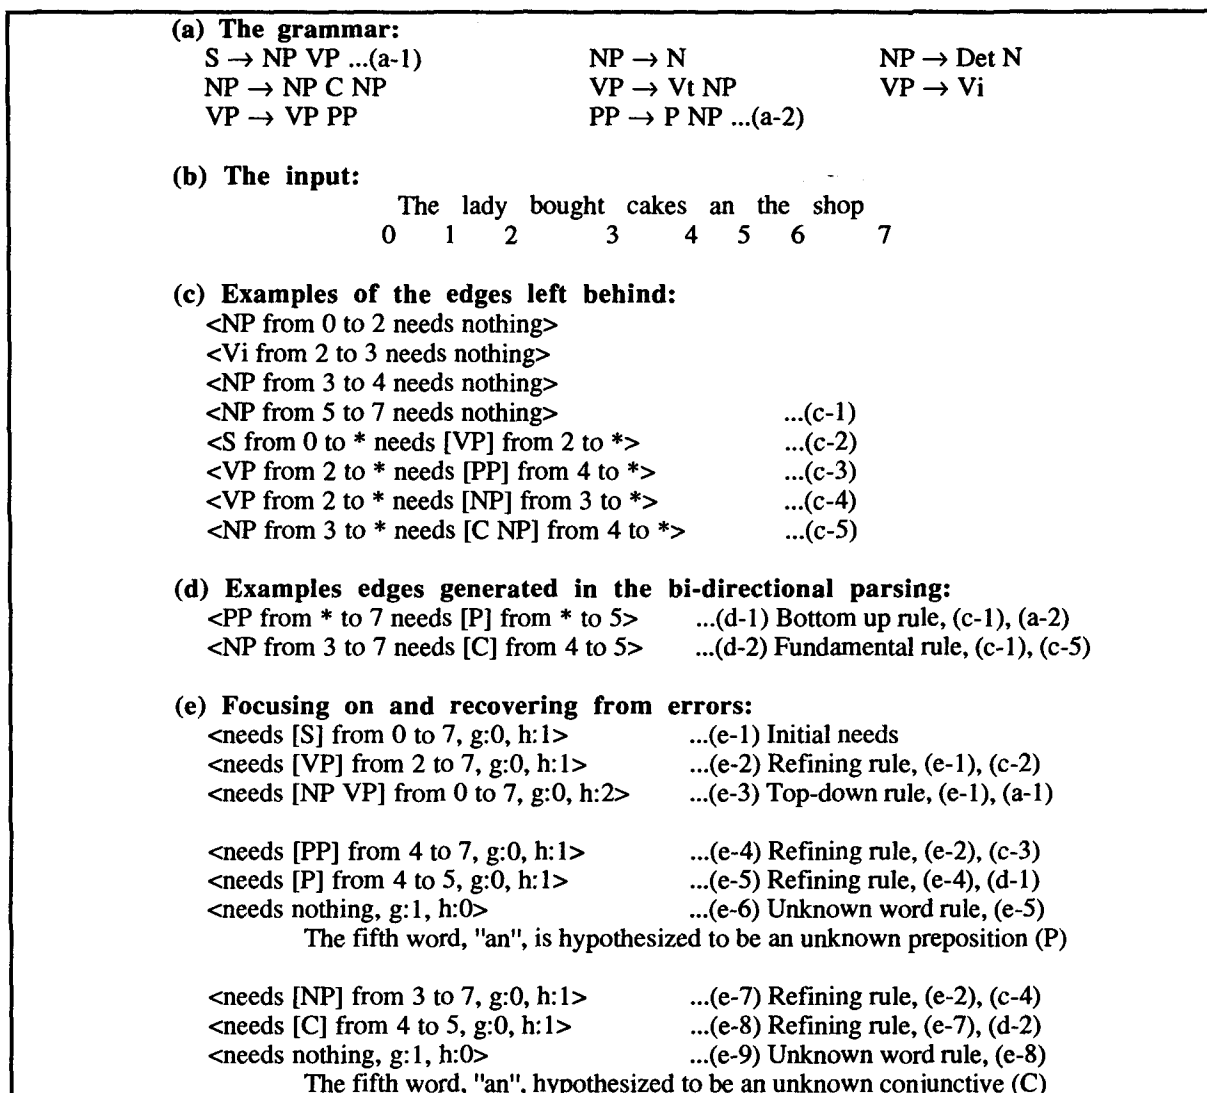 (a) The grammar:
S → NP VP ...(a-1) NP → N NP → Det N
NP → NP C NP VP → Vt NP VP → Vi
VP → VP PP PP → P NP ...(a-2)
(b) The input:
The lady bought cakes an the shop
0 1 2 3 4 5 6 7
(c) Examples of the edges left behind:
<NP from 0 to 2 needs nothing>
<Vi from 2 to 3 needs nothing>
<NP from 3 to 4 needs nothing>
<NP from 5 to 7 needs nothing> ...(c-1)
<S from 0 to * needs [VP] from 2 to *> ...(c-2)
<VP from 2 to * needs [PP] from 4 to *> ...(c-3)
<VP from 2 to * needs [NP] from 3 to *> ...(c-4)
<NP from 3 to * needs [C NP] from 4 to *> ...(c-5)
(d) Examples edges generated in the bi-directional parsing:
<PP from * to 7 needs [P] from * to 5> ...(d-1) Bottom up rule, (c-1), (a-2)
<NP from 3 to 7 needs [C] from 4 to 5> ...(d-2) Fundamental rule, (c-1), (c-5)
(e) Focusing on and recovering from errors:
<needs [S] from 0 to 7, g:0, h:1> ...(e-1) Initial needs
<needs [VP] from 2 to 7, g:0, h:1> ...(e-2) Refining rule, (e-1), (c-2)
<needs [NP VP] from 0 to 7, g:0, h:2> ...(e-3) Top-down rule, (e-1), (a-1)
<needs [PP] from 4 to 7, g:0, h:1> ...(e-4) Refining rule, (e-2), (c-3)
<needs [P] from 4 to 5, g:0, h:1> ...(e-5) Refining rule, (e-4), (d-1)
<needs nothing, g:1, h:0> ...(e-6) Unknown word rule, (e-5)
The fifth word, "an", is hypothesized to be an unknown preposition (P)
<needs [NP] from 3 to 7, g:0, h:1> ...(e-7) Refining rule, (e-2), (c-4)
<needs [C] from 4 to 5, g:0, h:1> ...(e-8) Refining rule, (e-7), (d-2)
<needs nothing, g:1, h:0> ...(e-9) Unknown word rule, (e-8)
The fifth word, "an", hypothesized to be an unknown conjunctive (C)